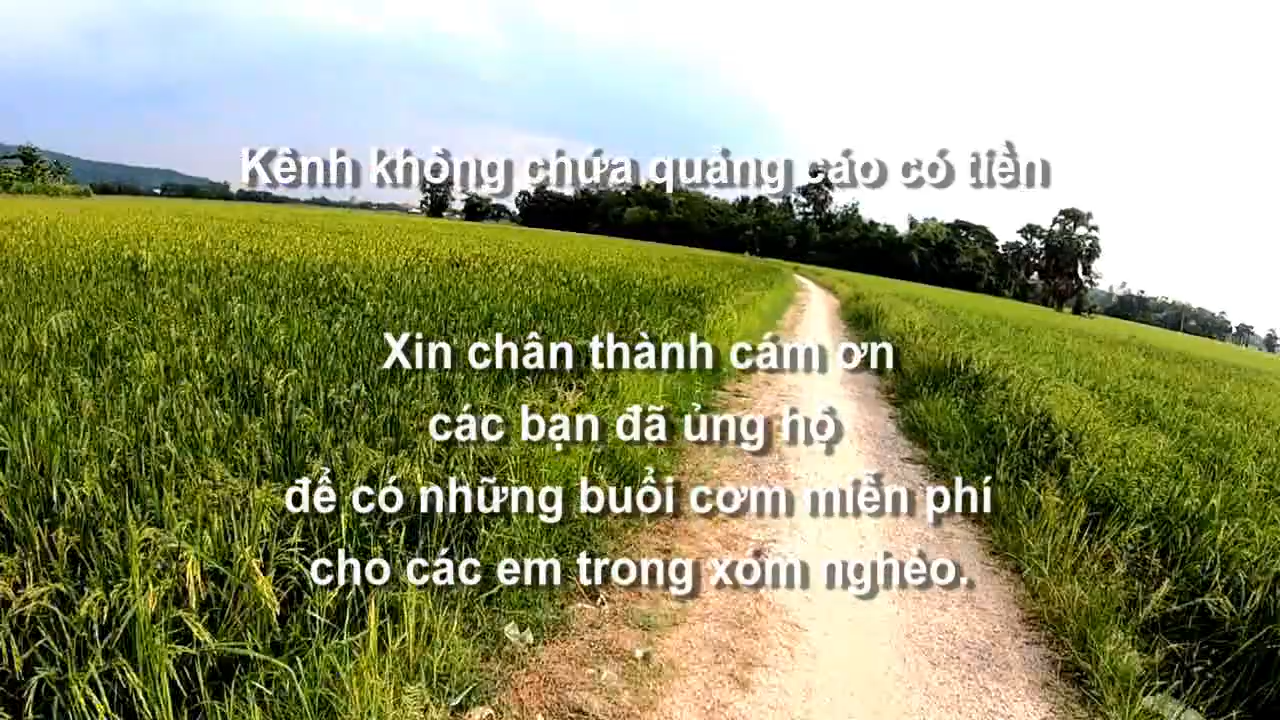 Kênh không chứa quảng cáo có tiền
Xin chân thành cám ơn
các bạn đã ủng hộ
để có những buổi cơm miễn phí
cho các em trong xóm nghèo.